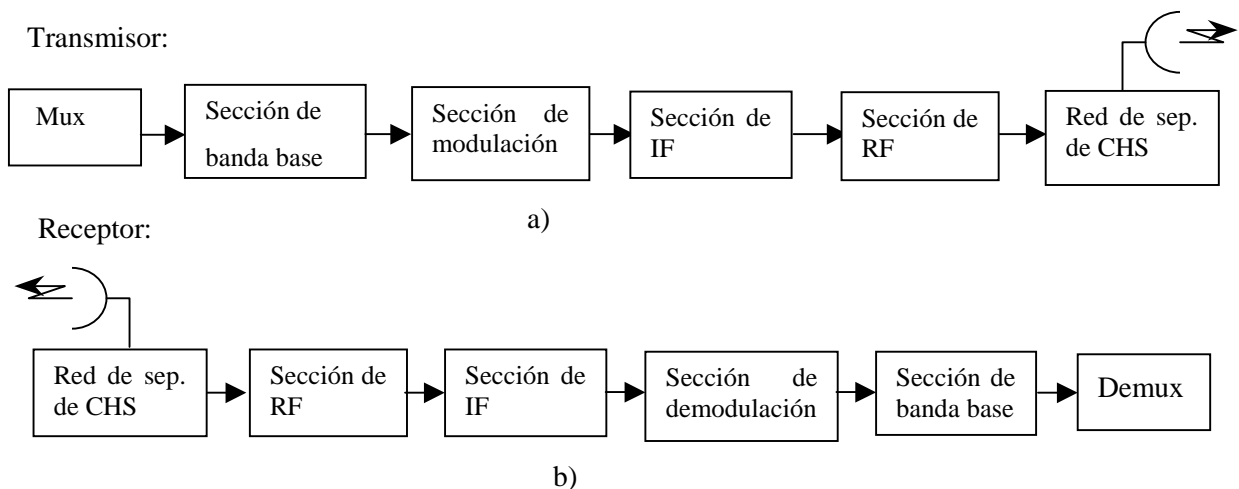 Transmisor:
Mux
Sección de
banda base
Sección de
modulación
Sección de
IF
Sección de
RF
Red de sep.
de CHS
a)
Receptor:
Red de sep.
de CHS
Sección de
RF
Sección de
IF
Sección de
demodulación
Sección de
banda base
Demux
b)